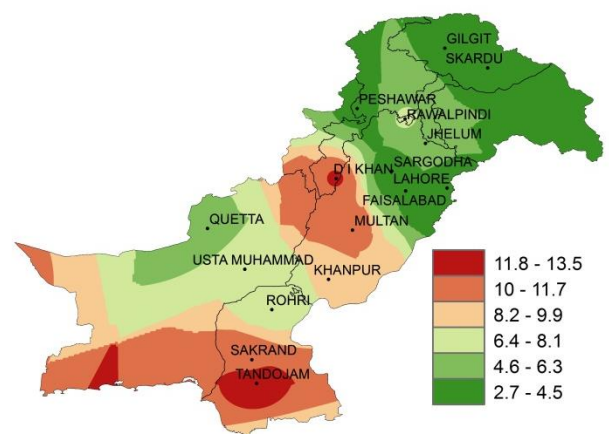 GILGIT
SKARDU
PESHAWAR
RAWALPINDI
JHELUM
SARGODHA
D I KHAN
LAHORE
FAISALABAD
MULTAN
QUETTA
USTA MUHAMMAD
KHANPUR
ROHRI
SAKRAND
TANDOJAM
11.8 - 13.5
10 - 11.7
8.2 - 9.9
6.4 - 8.1
4.6 - 6.3
2.7 - 4.5